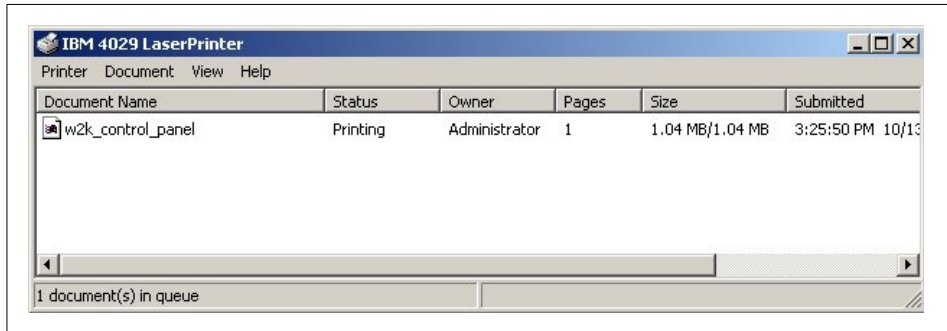 IBM 4029 LaserPrinter
Printer Document View Help
Document Name Status Owner Pages Size Submitted
w2k_control_panel Printing Administrator 1 1.04 MB/1.04 MB 3:25:50 PM 10/13
1 document(s) in queue